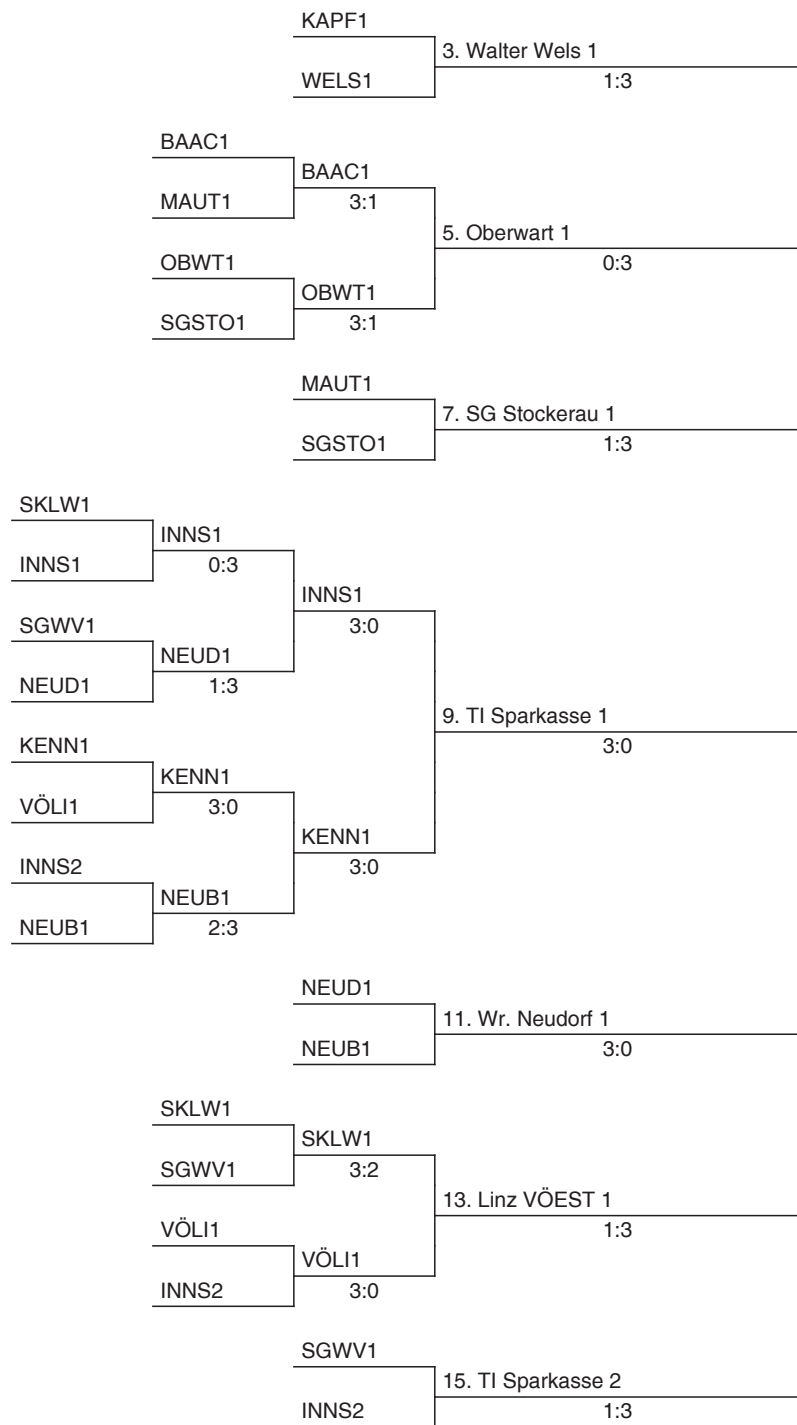 KAPF1
3. Walter Wels 1
WELS1
1:3
BAAC1
BAAC1
MAUT1
3:1
5. Oberwart 1
OBWT1
0:3
OBWT1
SGSTO1
3:1
MAUT1
7. SG Stockerau 1
SGSTO1
1:3
SKLW1
INNS1
INNS1
0:3
INNS1
SGWV1
3:0
NEUD1
NEUD1
1:3
9. TI Sparkasse 1
KENN1
3:0
KENN1
VÖLI1
3:0
KENN1
INNS2
3:0
NEUB1
NEUB1
2:3
NEUD1
11. Wr. Neudorf 1
NEUB1
3:0
SKLW1
SKLW1
SGWV1
3:2
13. Linz VÖEST 1
VÖLI1
1:3
VÖLI1
INNS2
3:0
SGWV1
15. TI Sparkasse 2
INNS2
1:3